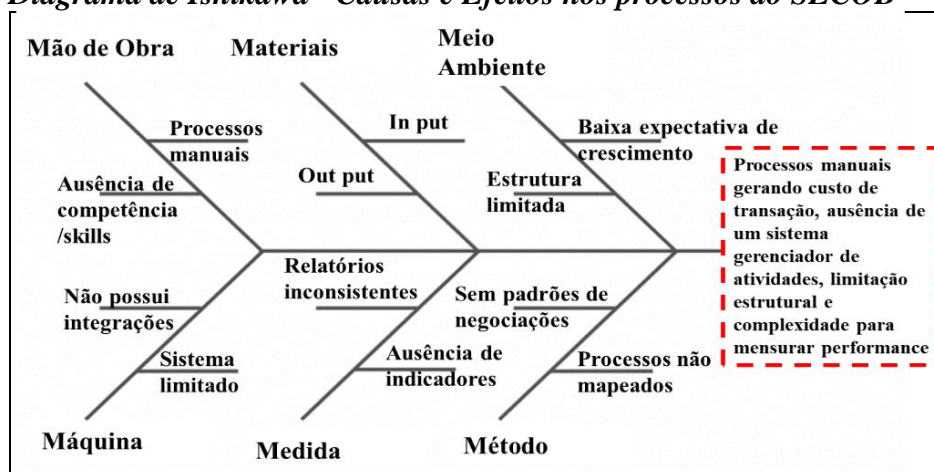 Diagrama de Ishikawa - Causas e Efeitos nos processos do SECOB
Mão de Obra
Materiais
Meio
Ambiente
Processos
manuais
In put
Baixa expectativa de
crescimento
Ausência de
competência
/skills
Out put
Estrutura
limitada
Processos manuais
gerando custo de
transação, ausência de
um sistema
gerenciador de
atividades, limitação
estrutural e
complexidade para
mensurar performance
Não possui
integrações
Relatórios
inconsistentes
Sem padrões de
negociações
Sistema
limitado
Ausência de
indicadores
Processos não
mapeados
Máquina
Medida
Método